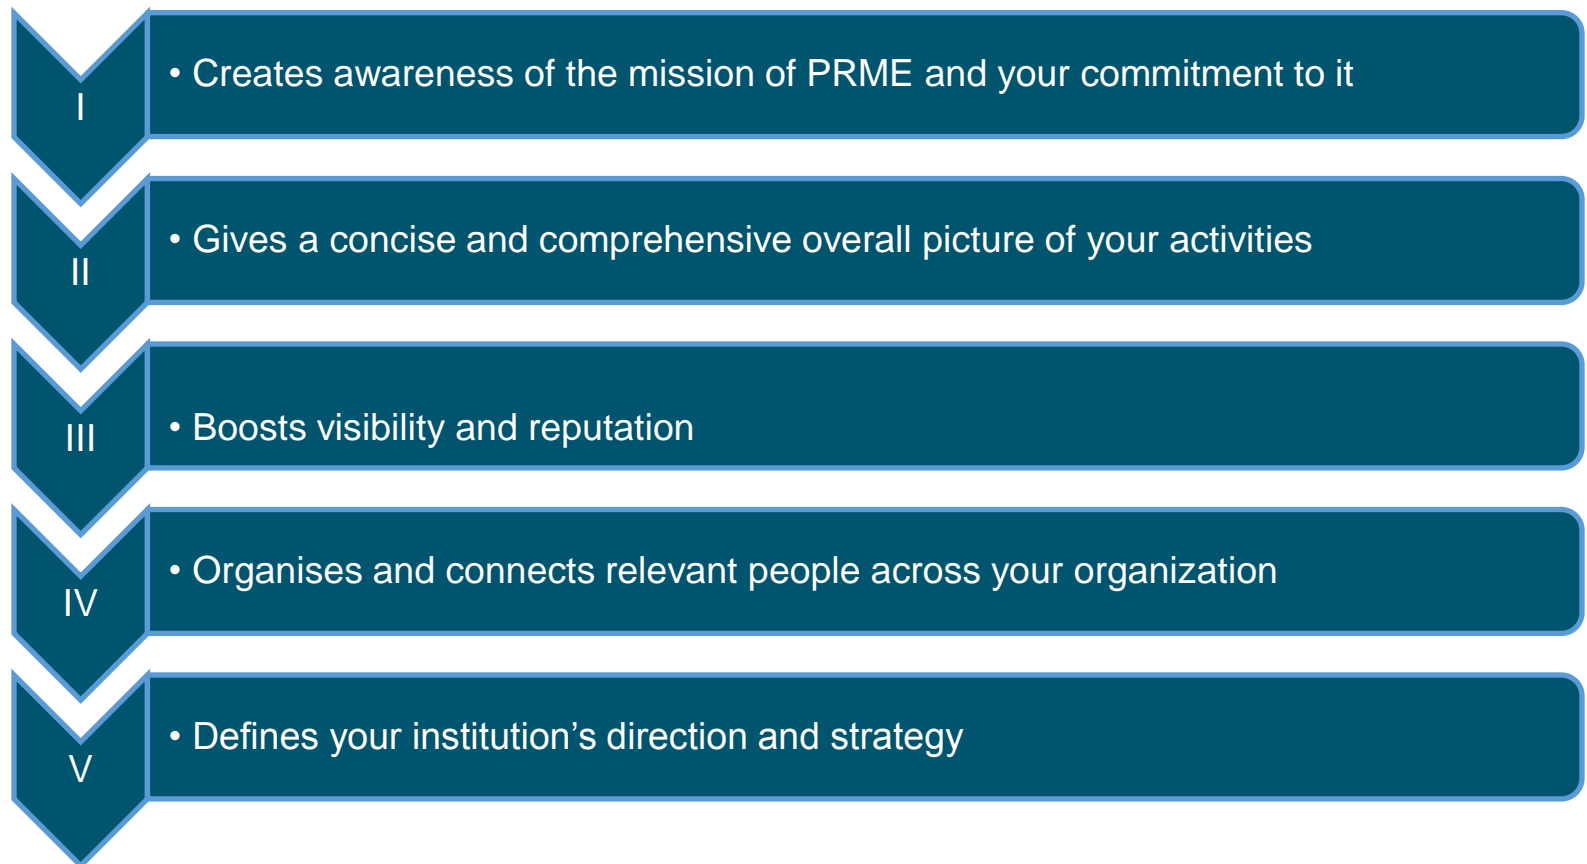 I
• Creates awareness of the mission of PRME and your commitment to it
II
• Gives a concise and comprehensive overall picture of your activities
III
• Boosts visibility and reputation
IV
• Organises and connects relevant people across your organization
V
• Defines your institution’s direction and strategy